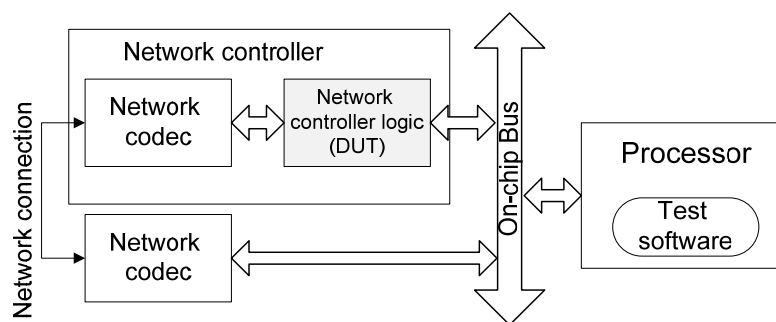 Network controller
Network
codec
Network
controller logic
(DUT)
Network connection
Network
codec
On-chip Bus
Processor
Test
software